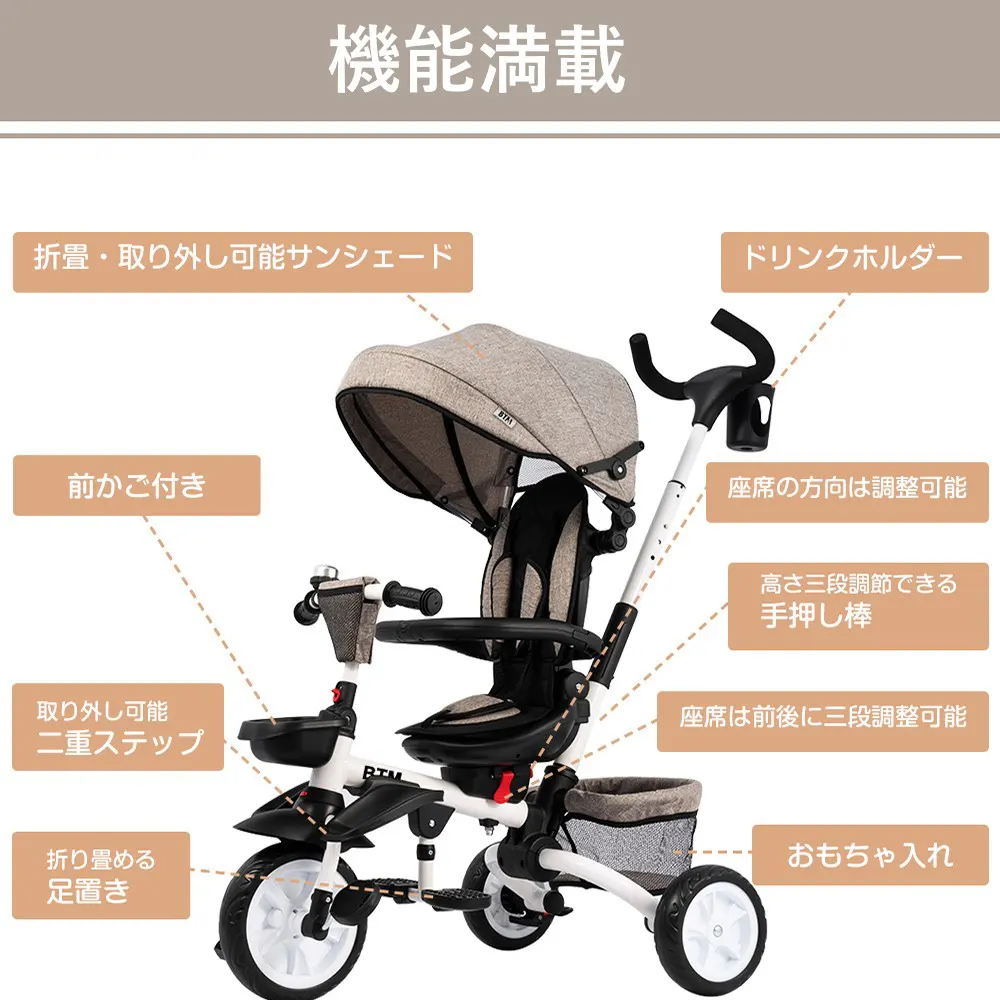 機能満載
折畳・取り外し可能サンシェード
ドリンクホルダー
BTM
前かご付き
座席の方向は調整可能
高さ三段調節できる
手押し棒
取り外し可能
二重ステップ
座席は前後に三段調整可能
BTM
折り畳める
足置き
おもちゃ入れ